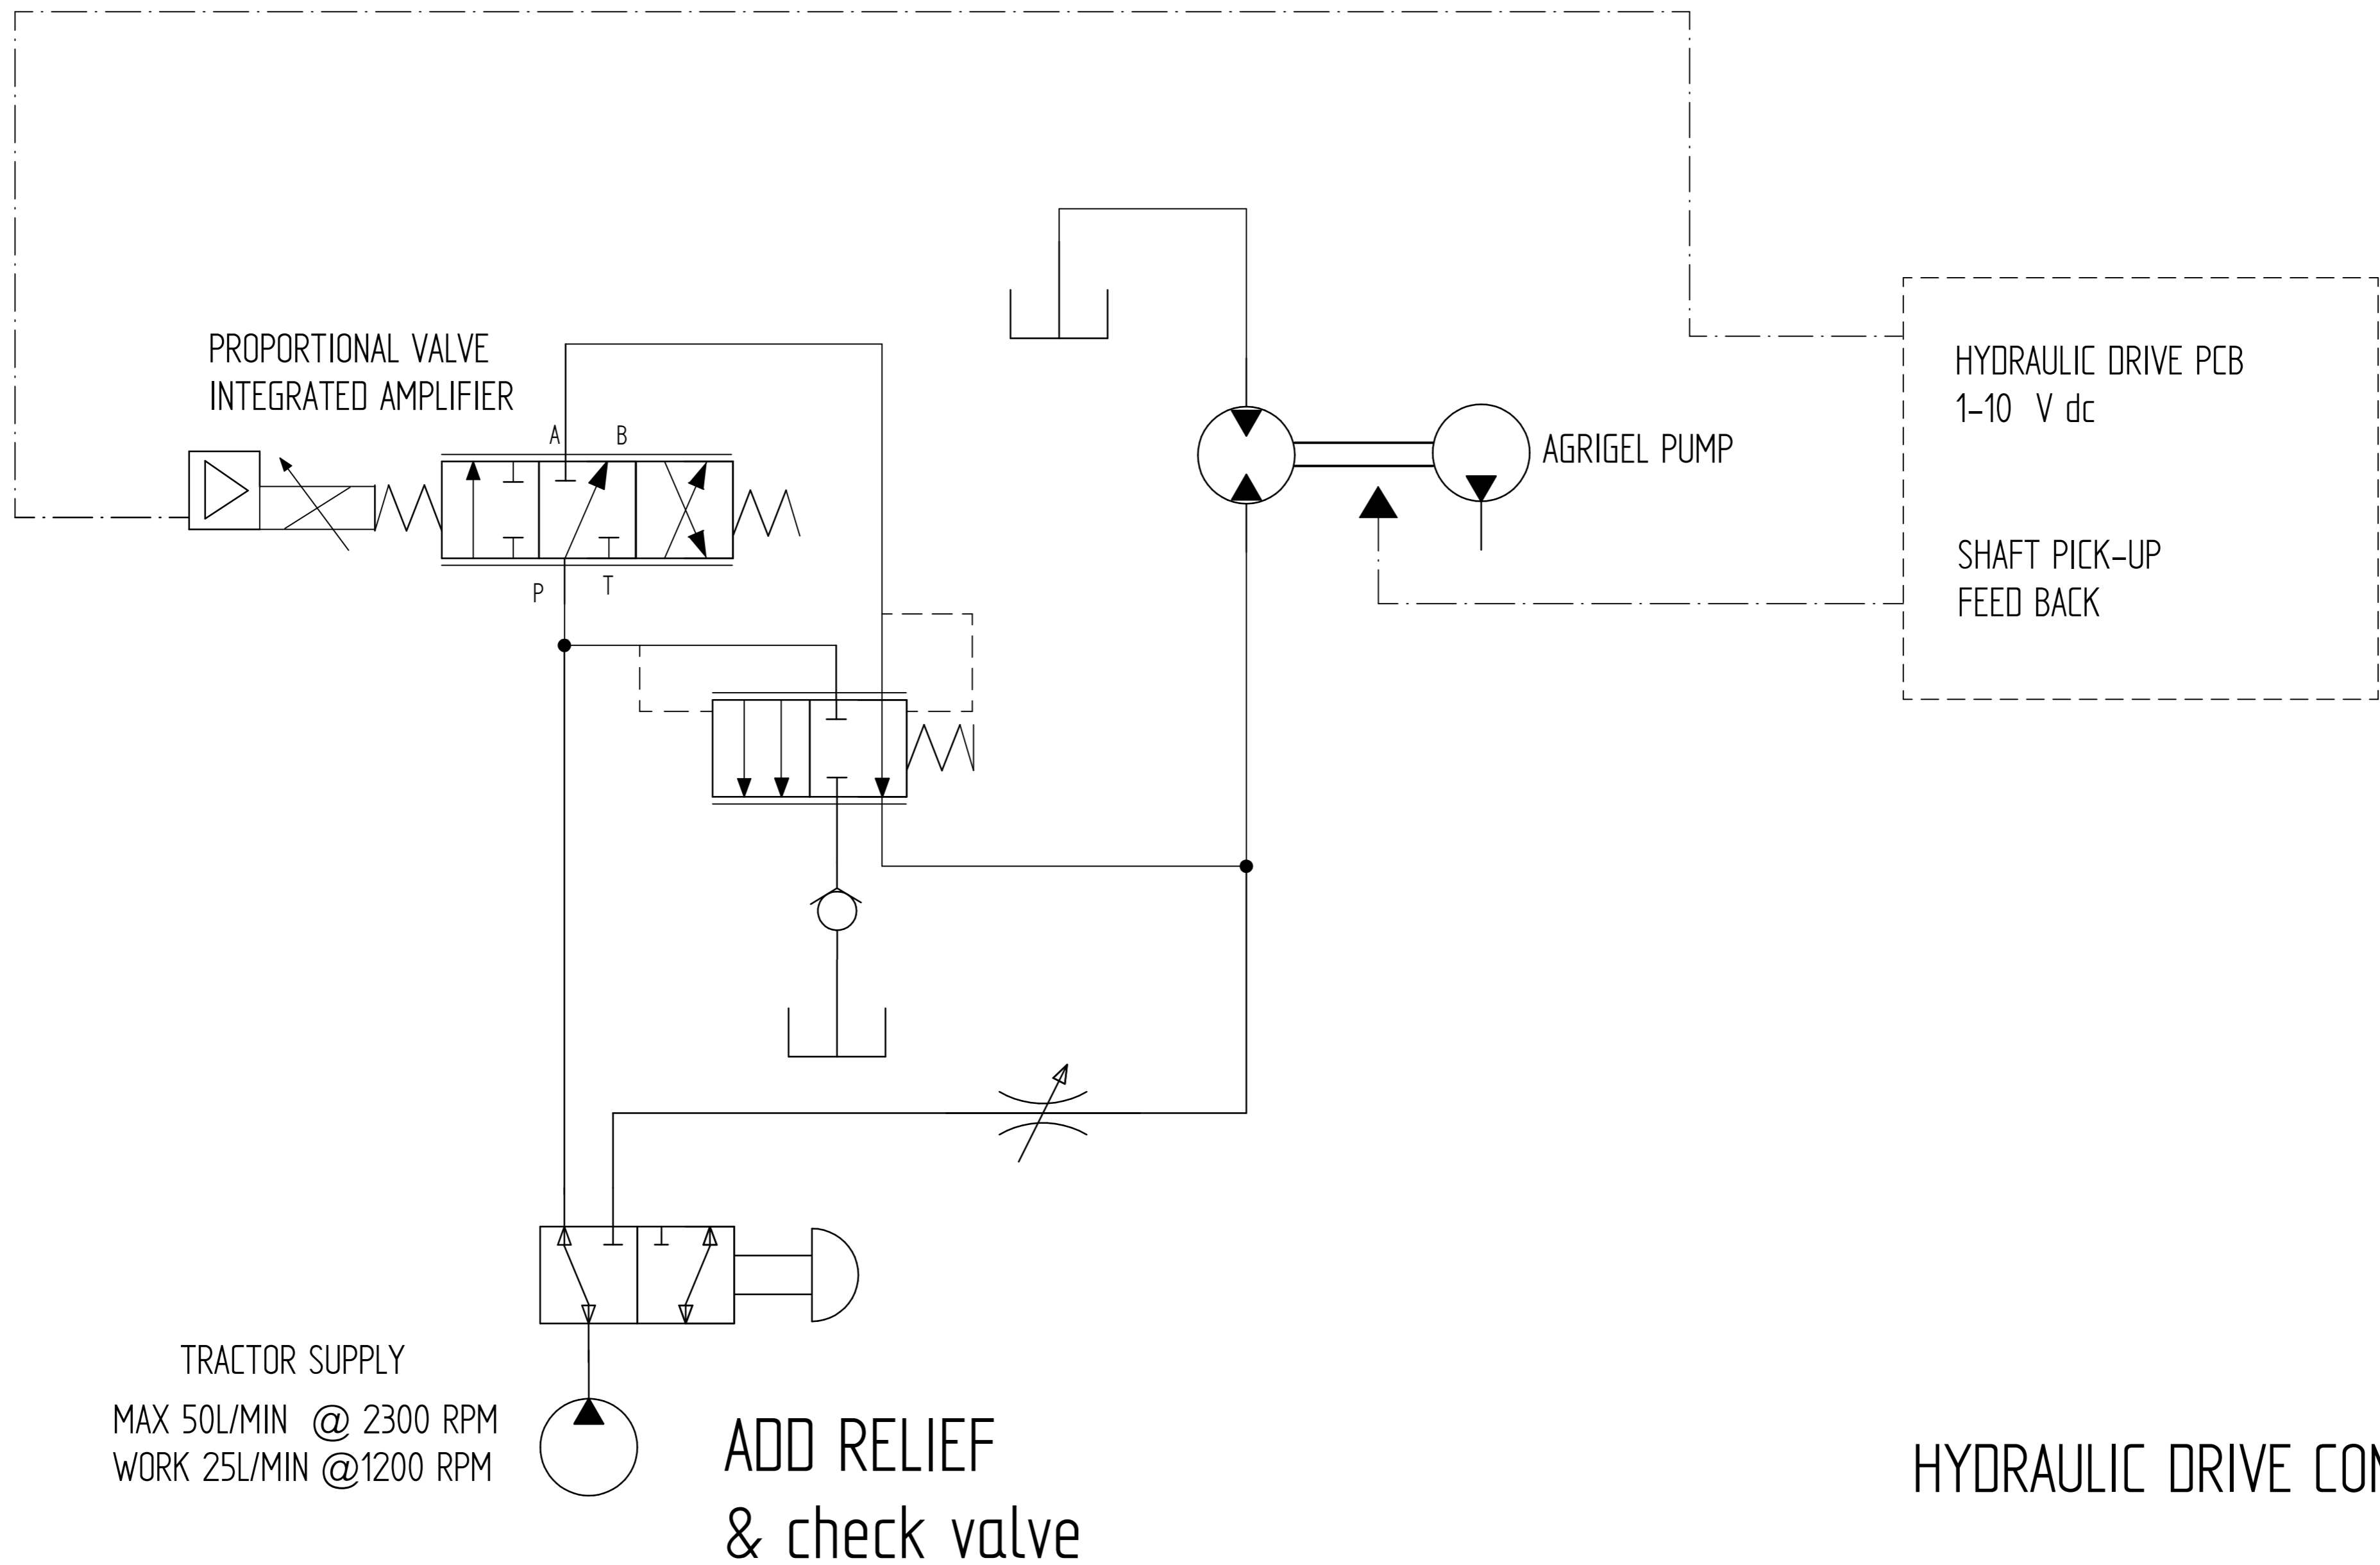 PROPORTIONAL VALVE
INTEGRATED AMPLIFIER
A B
P T
AGRIGEL PUMP
HYDRAULIC DRIVE PCB
1-10 V dc
SHAFT PICK-UP
FEED BACK
TRACTOR SUPPLY
MAX 50L/MIN @ 2300 RPM
WORK 25L/MIN @1200 RPM
ADD RELIEF
& check valve
HYDRAULIC DRIVE